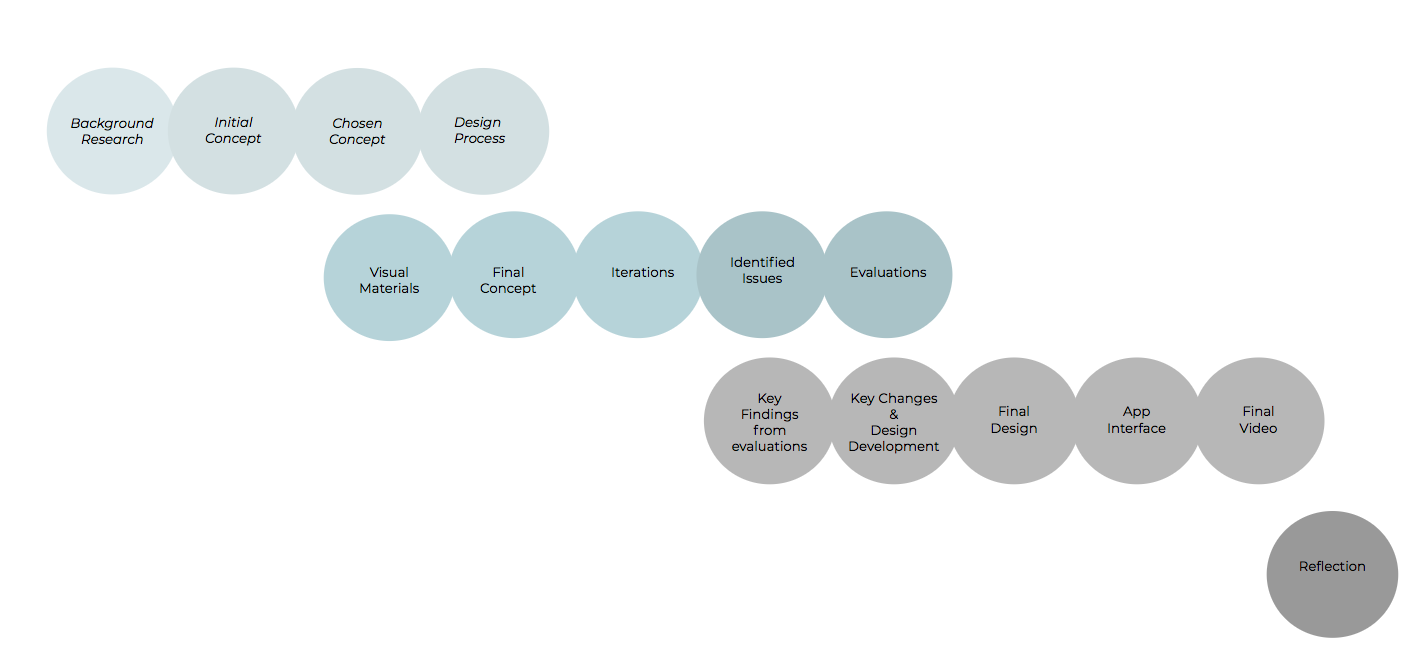 Background
Research
Initial
Concept
Chosen
Concept
Design
Process
Visual
Materials
Final
Concept
Iterations
Identified
Issues
Evaluations
Key
Findings
from
evaluations
Key Changes
&
Design
Development
Final
Design
App
Interface
Final
Video
Reflection